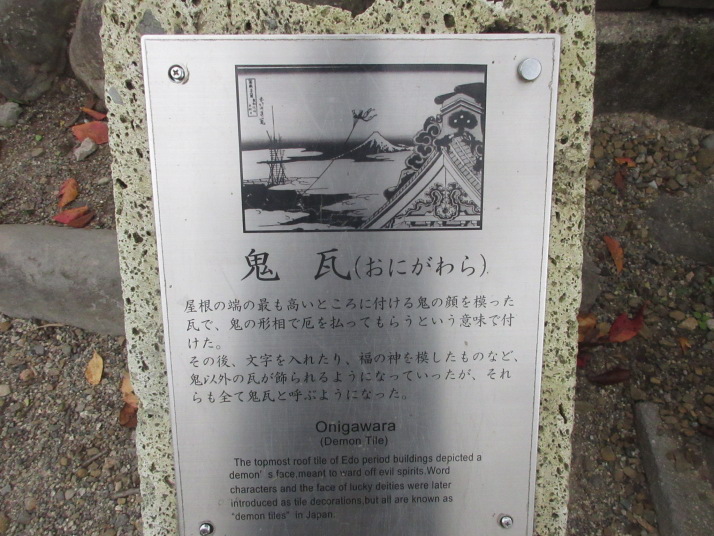 鬼 瓦(おにがわら)
屋根の端の最も高いところに付ける鬼の顔を模った
瓦で、鬼の形相で厄を払ってもらうという意味で付
けた。
その後、文字を入れたり、福の神を模したものなど、
鬼以外の瓦が飾られるようになっていったが、それ
らも全て鬼瓦と呼ぶようになった。
Onigawara
(Demon Tile)
The topmost roof tile of Edo period buildings depicted a
demon's face,meant to ward off evil spirits.Word
characters and the face of lucky deities were later
introduced as tile decorations,but all are known as
"demon tiles" in Japan.